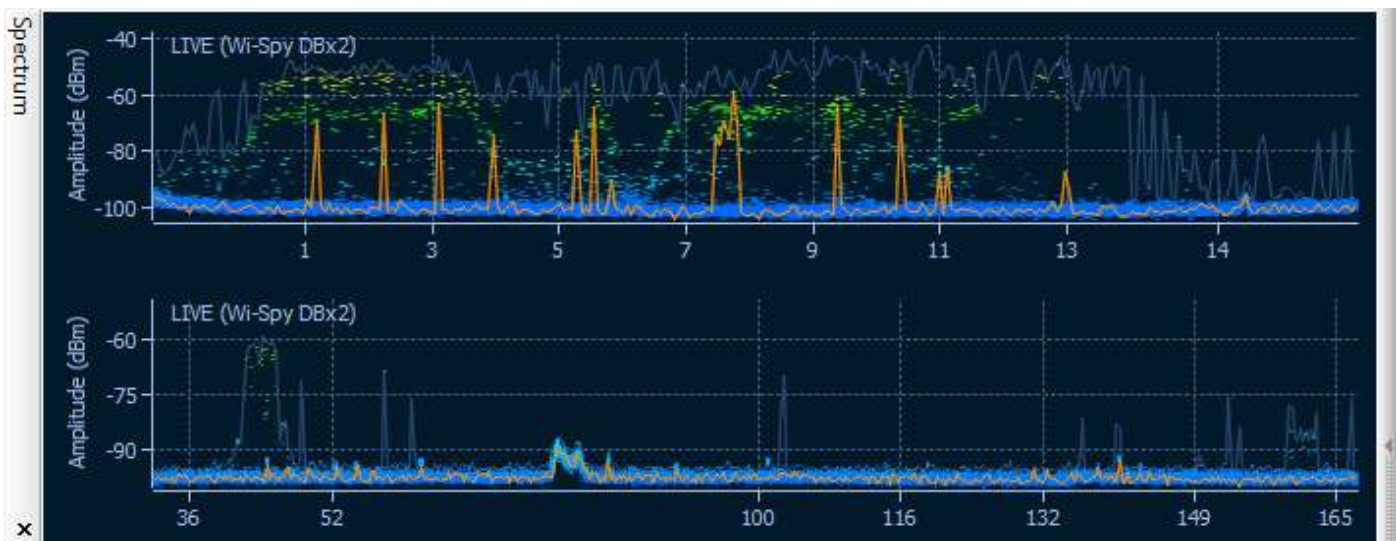 Spectrum
x
LIVE (Wi-Spy DBx2)
Amplitude (dBm)
-40
-60
-80
-100
1 3 5 7 9 11 13 14
LIVE (Wi-Spy DBx2)
Amplitude (dBm)
-60
-75
-90
36 52 100 116 132 149 165